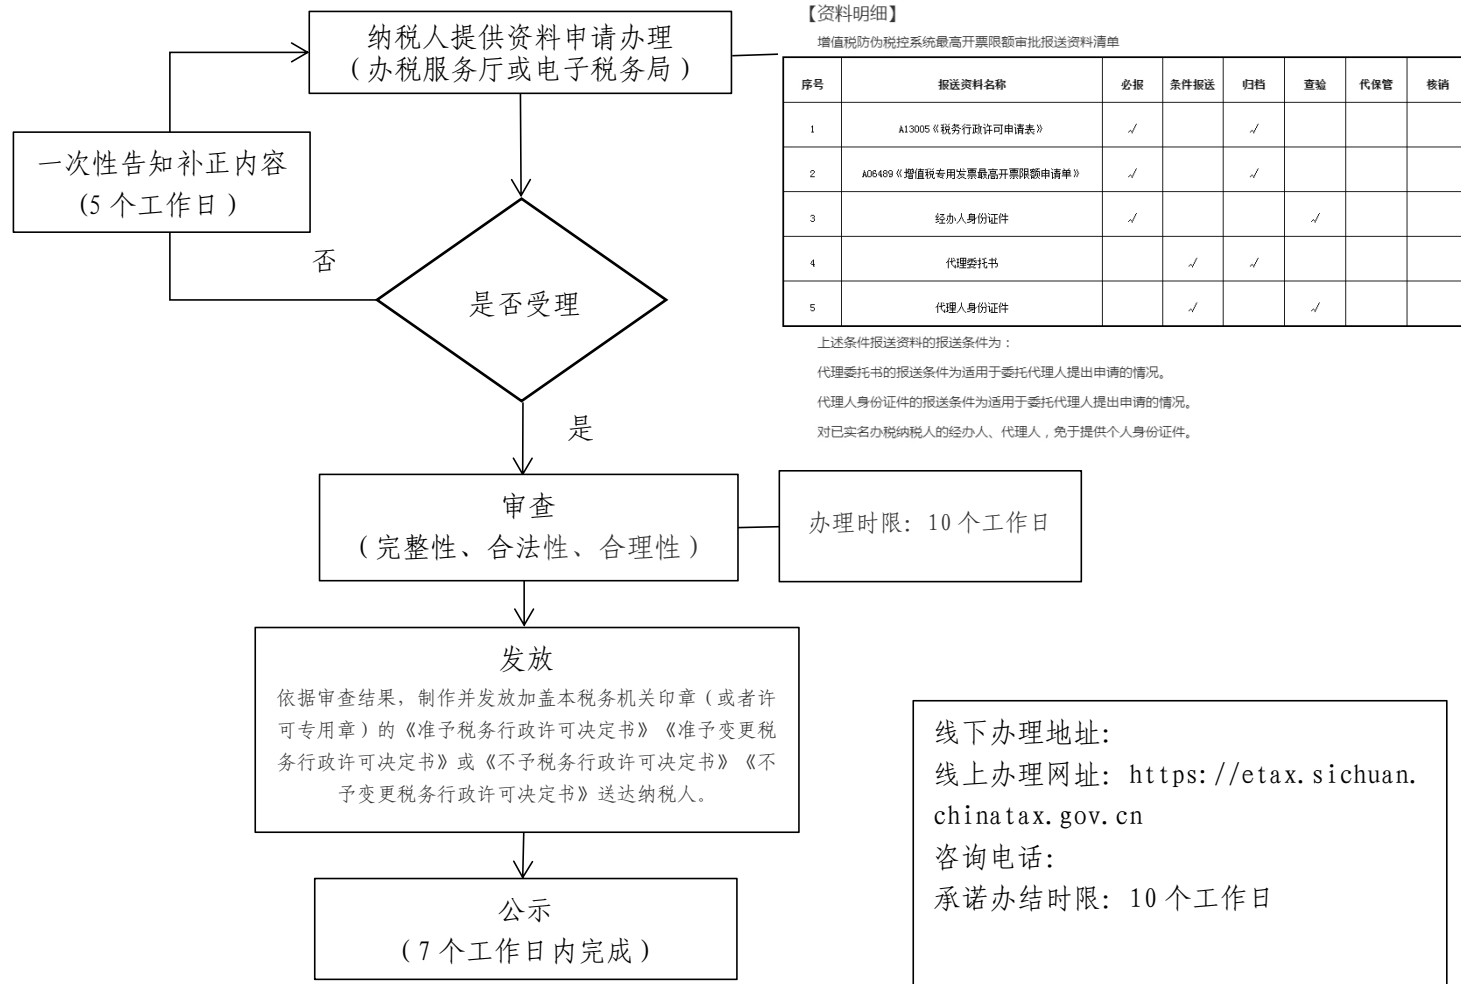 纳税人提供资料申请办理
（办税服务厅或电子税务局）
一次性告知补正内容
（5个工作日）
否
是否受理
是
审查
（完整性、合法性、合理性）
办理时限：10个工作日
发放
依据审查结果，制作并发放加盖本税务机关印章（或者许
可专用章）的《准予税务行政许可决定书》《准予变更税
务行政许可决定书》或《不予税务行政许可决定书》《不
予变更税务行政许可决定书》送达纳税人。
公示
（7个工作日内完成）
【资料明细】
增值税防伪税控系统最高开票限额审批报送资料清单
序号 报送资料名称 必报 条件报送 归档 查验 代保管 核销
1 A13005《税务行政许可申请表》 √ √
2 A06489《增值税专用发票最高开票限额申请单》 √ √
3 经办人身份证件 √ √
4 代理委托书 √ √
5 代理人身份证件 √ √
上述条件报送资料的报送条件为：
代理委托书的报送条件为适用于委托代理人提出申请的情况。
代理人身份证件的报送条件为适用于委托代理人提出申请的情况。
对已实名办税纳税人的经办人、代理人，免于提供个人身份证件。
线下办理地址：
线上办理网址：https://etax.sichuan.
chinatax.gov.cn
咨询电话：
承诺办结时限：10个工作日